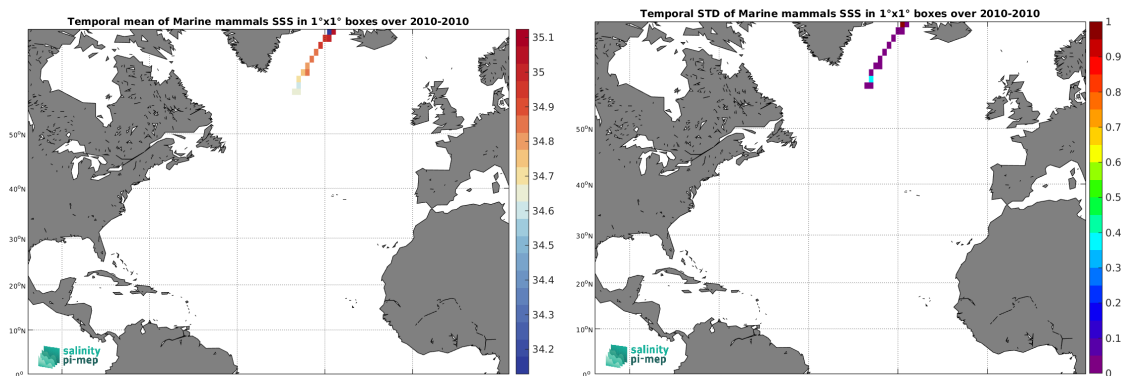 Temporal mean of Marine mammals SSS in 1°x1° boxes over 2010-2010
50°N
40°N
30°N
20°N
10°N
0°
35.1
35
34.9
34.8
34.7
34.6
34.5
34.4
34.3
34.2
salinity
pi-mep
Temporal STD of Marine mammals SSS in 1°x1° boxes over 2010-2010
50°N
40°N
30°N
20°N
10°N
0°
1
0.9
0.8
0.7
0.6
0.5
0.4
0.3
0.2
0.1
0
salinity
pi-mep